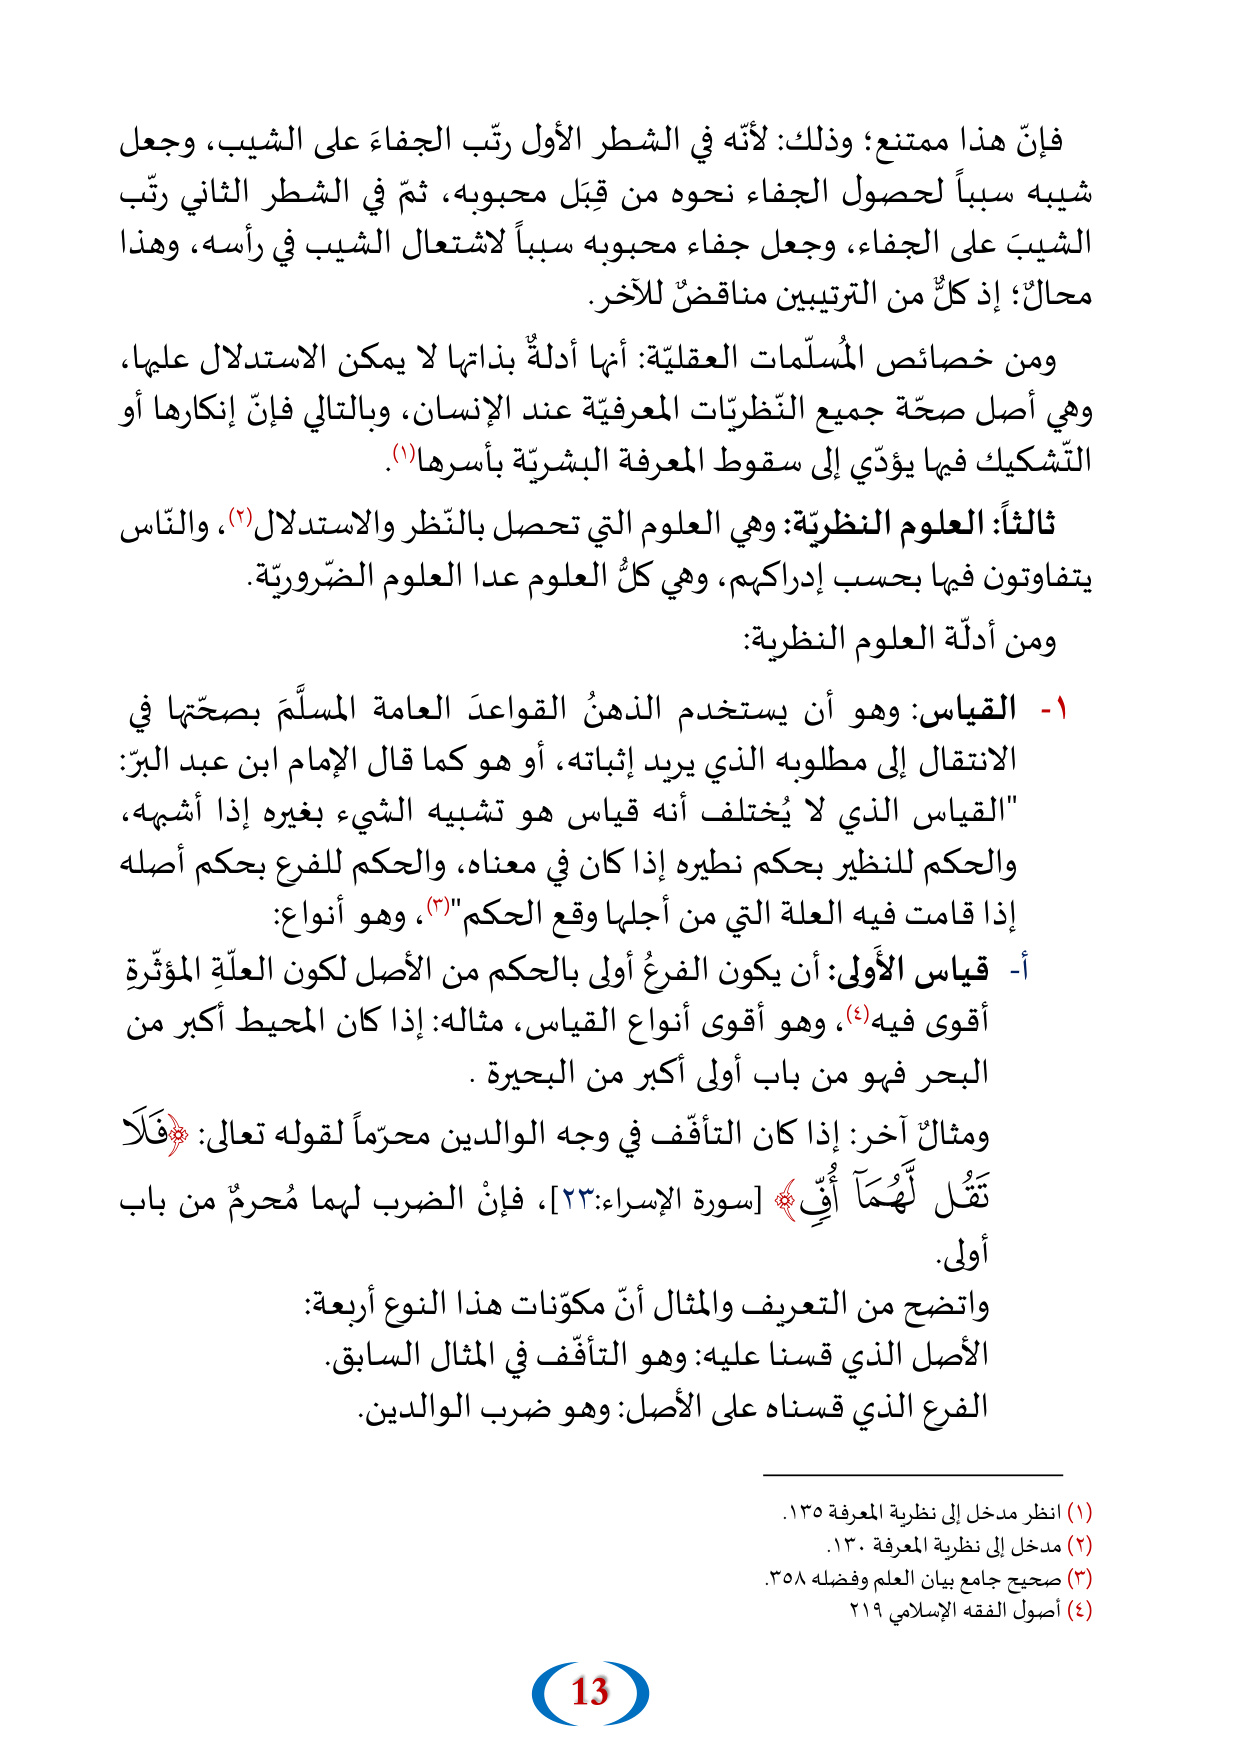 فإنّ هذا ممتنع؛ وذلك: لأنّه في الشطر الأول رتّب الجفاءَ على الشيب، وجعل
شيبه سبباً لحصول الجفاء نحوه من قِبَل محبوبه، ثمّ في الشطر الثاني رتّب
الشيبَ على الجفاء، وجعل جفاء محبوبه سبباً لاشتعال الشيب في رأسه، وهذا
محالٌ؛ إذ كلٌّ من الترتيبين مناقضٌ للآخر.
ومن خصائص المُسلّمات العقليّة: أنها أدلةٌ بذاتها لا يمكن الاستدلال عليها،
وهي أصل صحّة جميع النّظريّات المعرفيّة عند الإنسان، وبالتالي فإنّ إنكارها أو
التّشكيك فيها يؤدّي إلى سقوط المعرفة البشريّة بأسرها(١).
ثالثاً: العلوم النظريّة: وهي العلوم التي تحصل بالنّظر والاستدلال(٢)، والنّاس
يتفاوتون فيها بحسب إدراكهم، وهي كلُّ العلوم عدا العلوم الضّروريّة.
ومن أدلّة العلوم النظرية:
١- القياس: وهو أن يستخدم الذهنُ القواعدَ العامة المسلَّمَ بصحّتها في
الانتقال إلى مطلوبه الذي يريد إثباته، أو هو كما قال الإمام ابن عبد البرّ:
"القياس الذي لا يُختلف أنه قياس هو تشبيه الشيء بغيره إذا أشبهه،
والحكم للنظير بحكم نطيره إذا كان في معناه، والحكم للفرع بحكم أصله
إذا قامت فيه العلة التي من أجلها وقع الحكم"(٣)، وهو أنواع:
أ- قياس الأَولى: أن يكون الفرعُ أولى بالحكم من الأصل لكون العلّةِ المؤثّرةِ
أقوى فيه(٤)، وهو أقوى أنواع القياس، مثاله: إذا كان المحيط أكبر من
البحر فهو من باب أولى أكبر من البحيرة .
ومثالٌ آخر: إذا كان التأفّف في وجه الوالدين محرّماً لقوله تعالى: ﴿فَلَا
تَقُل لَّهُمَآ أُفّٖ﴾ [سورة الإسراء:٢٣]، فإنْ الضرب لهما مُحرمٌ من باب
أولى.
واتضح من التعريف والمثال أنّ مكوّنات هذا النوع أربعة:
الأصل الذي قسنا عليه: وهو التأفّف في المثال السابق.
الفرع الذي قسناه على الأصل: وهو ضرب الوالدين.
(١) انظر مدخل إلى نظرية المعرفة ١٣٥.
(٢) مدخل إلى نظرية المعرفة ١٣٠.
(٣) صحيح جامع بيان العلم وفضله ٣٥٨.
(٤) أصول الفقه الإسلامي ٢١٩
13